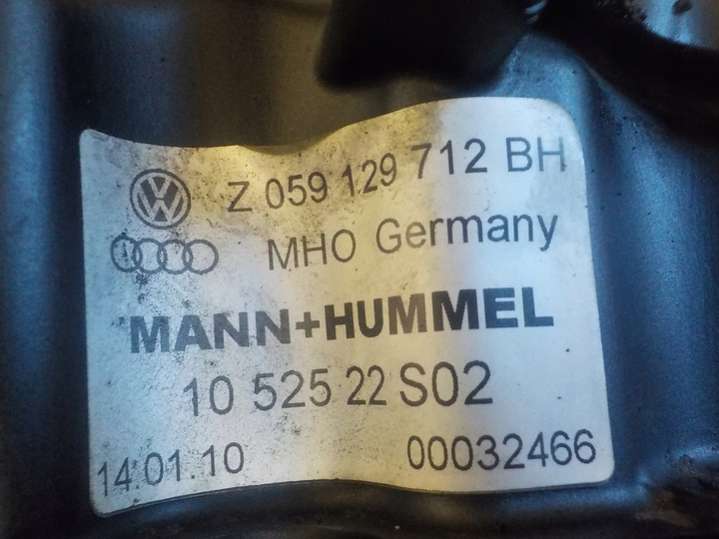 Z 059 129 712 BH
MHO Germany
MANN+HUMMEL
10 525 22 S02
14.01.10 00032466